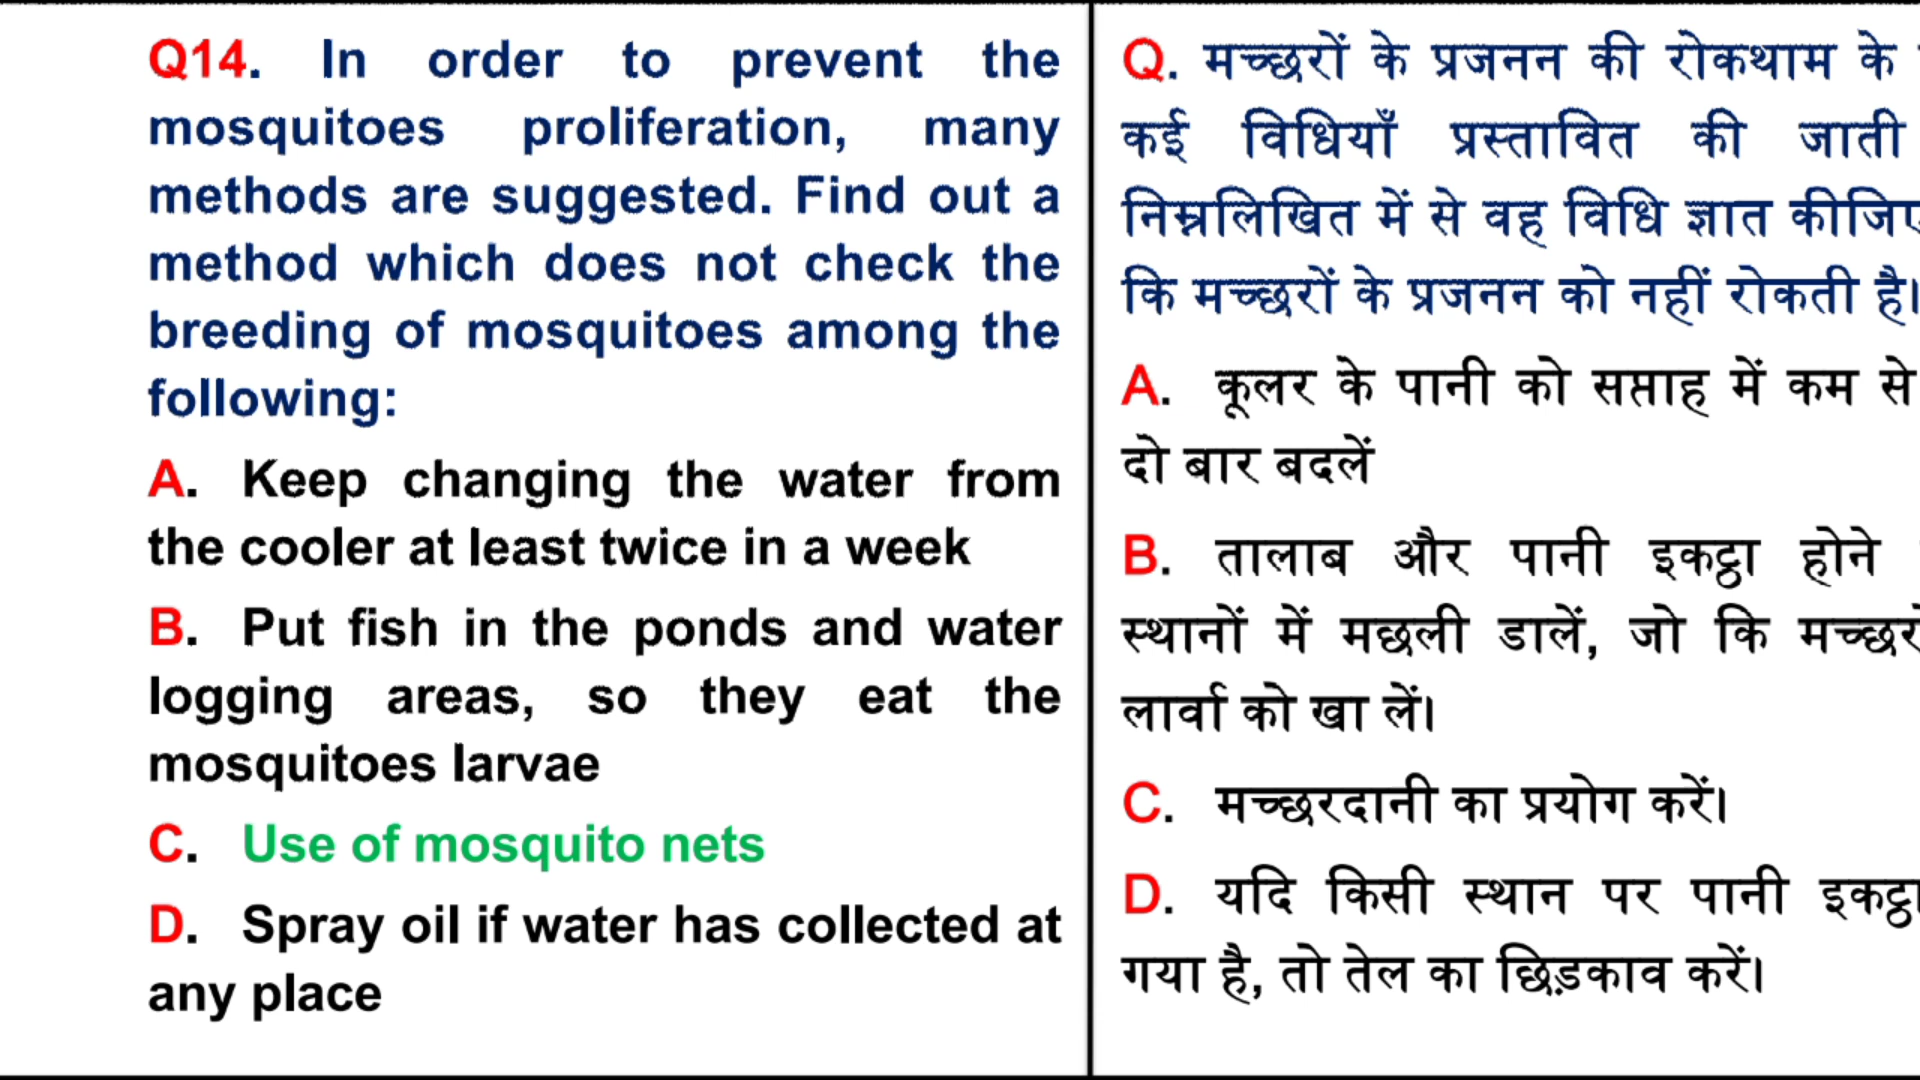 Q14. In order to prevent the
mosquitoes proliferation, many
methods are suggested. Find out a
method which does not check the
breeding of mosquitoes among the
following:
A. Keep changing the water from
the cooler at least twice in a week
B. Put fish in the ponds and water
logging areas, so they eat the
mosquitoes larvae
C. Use of mosquito nets
D. Spray oil if water has collected at
any place
Q. मच्छरों के प्रजनन की रोकथाम के
कई विधियाँ प्रस्तावित की जाती
निम्नलिखित में से वह विधि ज्ञात
कि मच्छरों के प्रजनन को नहीं रोकती है।
A. कूलर के पानी को सप्ताह में कम से
दो बार बदलें
B. तालाब और पानी इकट्ठा होने
स्थानों में मछली डालें, जो कि
लार्वा को खा लें।
C. मच्छरदानी का प्रयोग करें।
D. यदि किसी स्थान पर पानी इकट्ठा
गया है, तो तेल का छिड़काव करें।